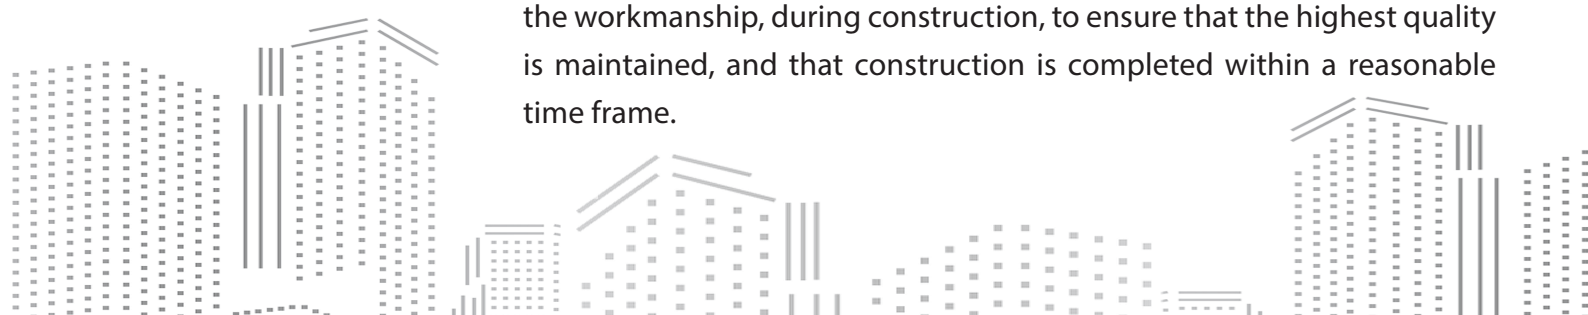 the workmanship, during construction, to ensure that the highest quality
is maintained, and that construction is completed within a reasonable
time frame.